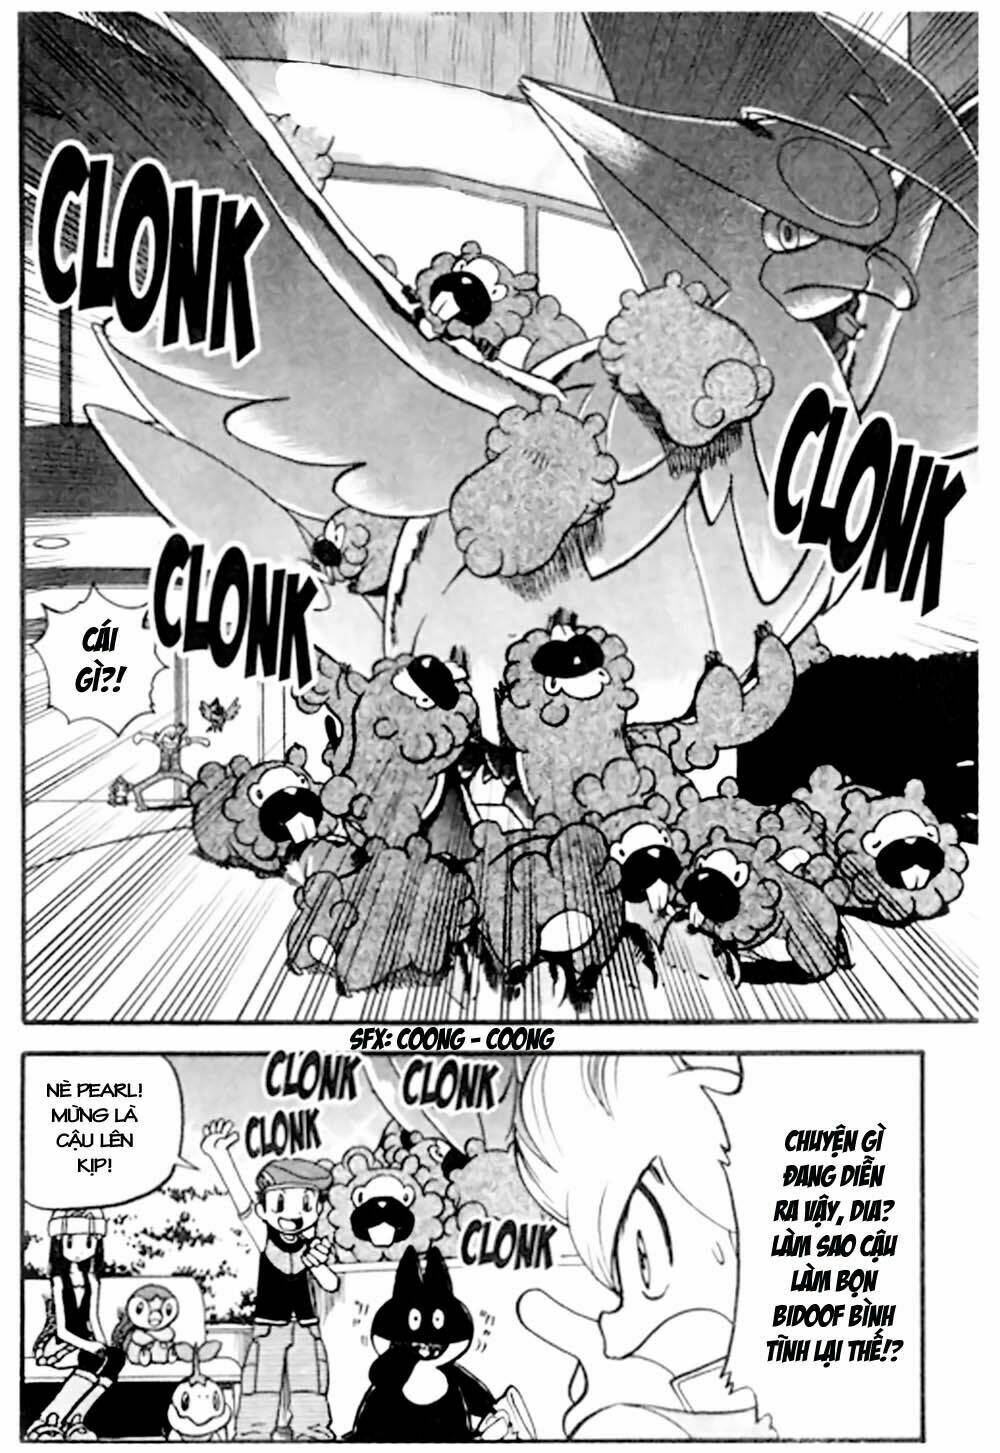 CLONK
CLONK
CLONK
CÁI
GÌ?!
SFX: COONG - COONG
NÈ PEARL!
MỪNG LÀ
CẬU LÊN
KỊP!
CLONK
CLONK
CLONK
CLONK
CHUYỆN GÌ
ĐANG DIỄN
RA VẬY, DIA?
LÀM SAO CẬU
LÀM BỌN
BIDOOF BÌNH
TĨNH LẠI THẾ!?